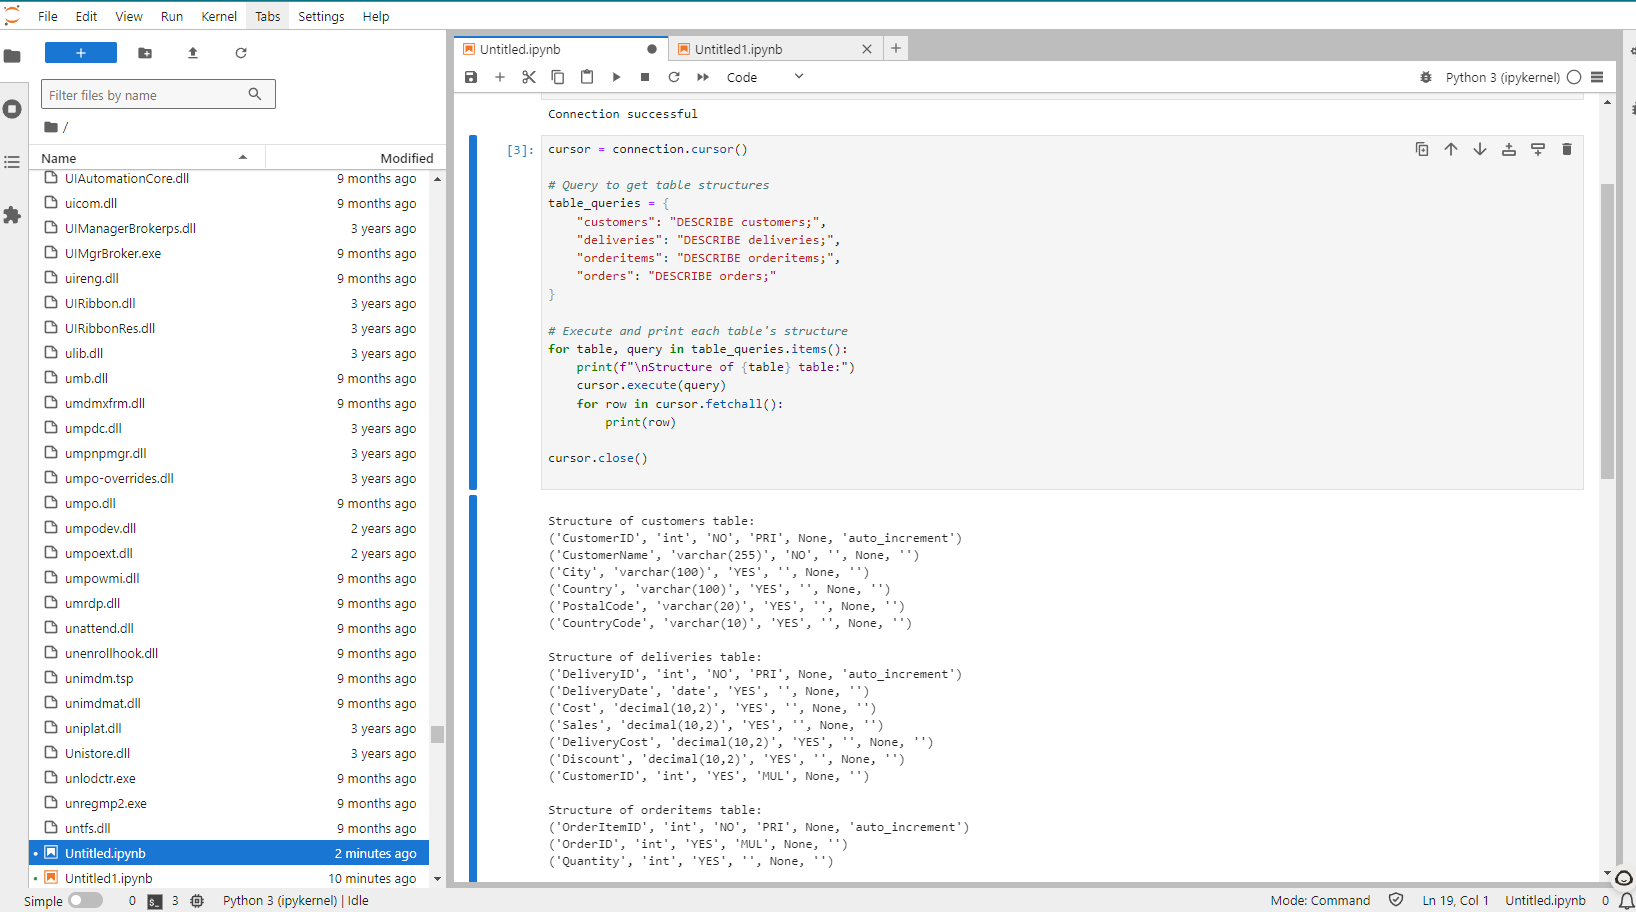 File Edit View Run Kernel Tabs Settings Help
+
Filter files by name
/
Name Modified
UIAutomationCore.dll 9 months ago
uicom.dll 9 months ago
UIManagerBrokerps.dll 3 years ago
UIMgrBroker.exe 9 months ago
uireng.dll 9 months ago
UIRibbon.dll 3 years ago
UIRibbonRes.dll 3 years ago
ulib.dll 3 years ago
umb.dll 9 months ago
umdmxfrm.dll 9 months ago
umpdc.dll 3 years ago
umpnpmgr.dll 3 years ago
umpo-overrides.dll 3 years ago
umpo.dll 9 months ago
umpodev.dll 2 years ago
umpoext.dll 2 years ago
umpowmi.dll 9 months ago
umrdp.dll 9 months ago
unattend.dll 9 months ago
unenrollhook.dll 9 months ago
unimdm.tsp 9 months ago
unimdmat.dll 9 months ago
uniplat.dll 3 years ago
Unistore.dll 3 years ago
unlodctr.exe 9 months ago
unregmp2.exe 9 months ago
untfs.dll 9 months ago
Untitled.ipynb 2 minutes ago
Untitled1.ipynb 10 minutes ago
Untitled.ipynb Untitled1.ipynb
Code Python 3 (ipykernel)
Connection successful
[3]: cursor = connection.cursor()
# Query to get table structures
table_queries = {
"customers": "DESCRIBE customers;",
"deliveries": "DESCRIBE deliveries;",
"orderitems": "DESCRIBE orderitems;",
"orders": "DESCRIBE orders;"
}
# Execute and print each table's structure
for table, query in table_queries.items():
print(f"\nStructure of {table} table:")
cursor.execute(query)
for row in cursor.fetchall():
print(row)
cursor.close()
Structure of customers table:
('CustomerID', 'int', 'NO', 'PRI', None, 'auto_increment')
('CustomerName', 'varchar(255)', 'NO', '', None, '')
('City', 'varchar(100)', 'YES', '', None, '')
('Country', 'varchar(100)', 'YES', '', None, '')
('PostalCode', 'varchar(20)', 'YES', '', None, '')
('CountryCode', 'varchar(10)', 'YES', '', None, '')
Structure of deliveries table:
('DeliveryID', 'int', 'NO', 'PRI', None, 'auto_increment')
('DeliveryDate', 'date', 'YES', '', None, '')
('Cost', 'decimal(10,2)', 'YES', '', None, '')
('Sales', 'decimal(10,2)', 'YES', '', None, '')
('DeliveryCost', 'decimal(10,2)', 'YES', '', None, '')
('Discount', 'decimal(10,2)', 'YES', '', None, '')
('CustomerID', 'int', 'YES', 'MUL', None, '')
Structure of orderitems table:
('OrderItemID', 'int', 'NO', 'PRI', None, 'auto_increment')
('OrderID', 'int', 'YES', 'MUL', None, '')
('Quantity', 'int', 'YES', '', None, '')
Simple 0 3 Python 3 (ipykernel) | Idle Mode: Command Ln 19, Col 1 Untitled.ipynb 0